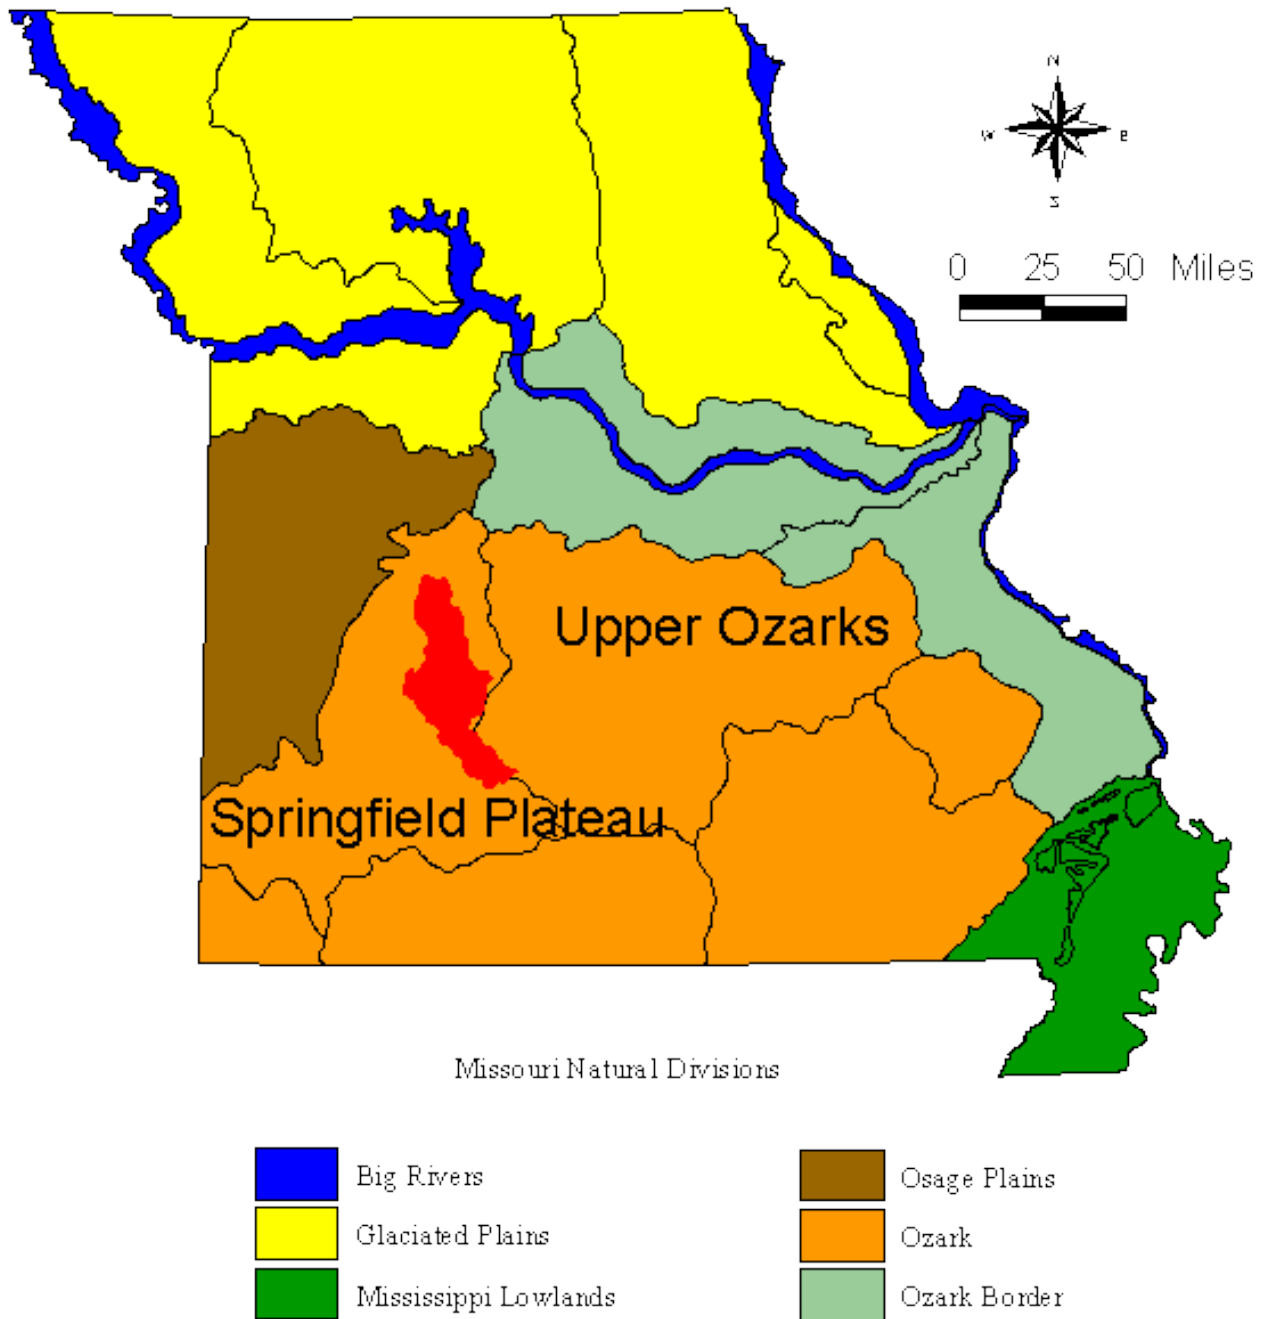 N
W E
S
0 25 50 Miles
Upper Ozarks
Springfield Plateau
Missouri Natural Divisions
Big Rivers
Osage Plains
Glaciated Plains
Ozark
Mississippi Lowlands
Ozark Border